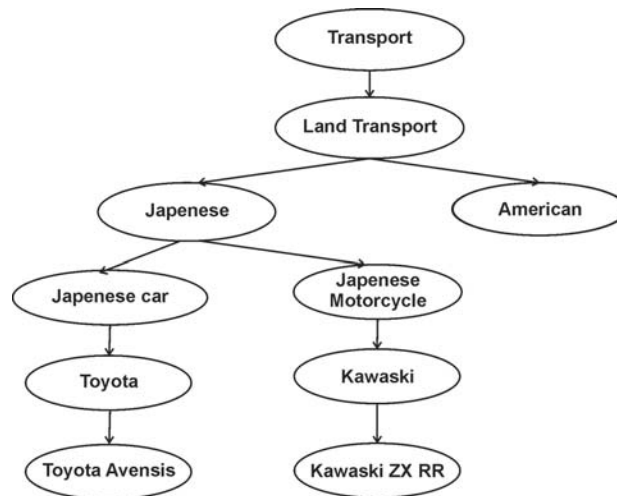 Transport
Land Transport
Japenese
American
Japenese car
Japenese
Motorcycle
Toyota
Kawaski
Toyota Avensis
Kawaski ZX RR